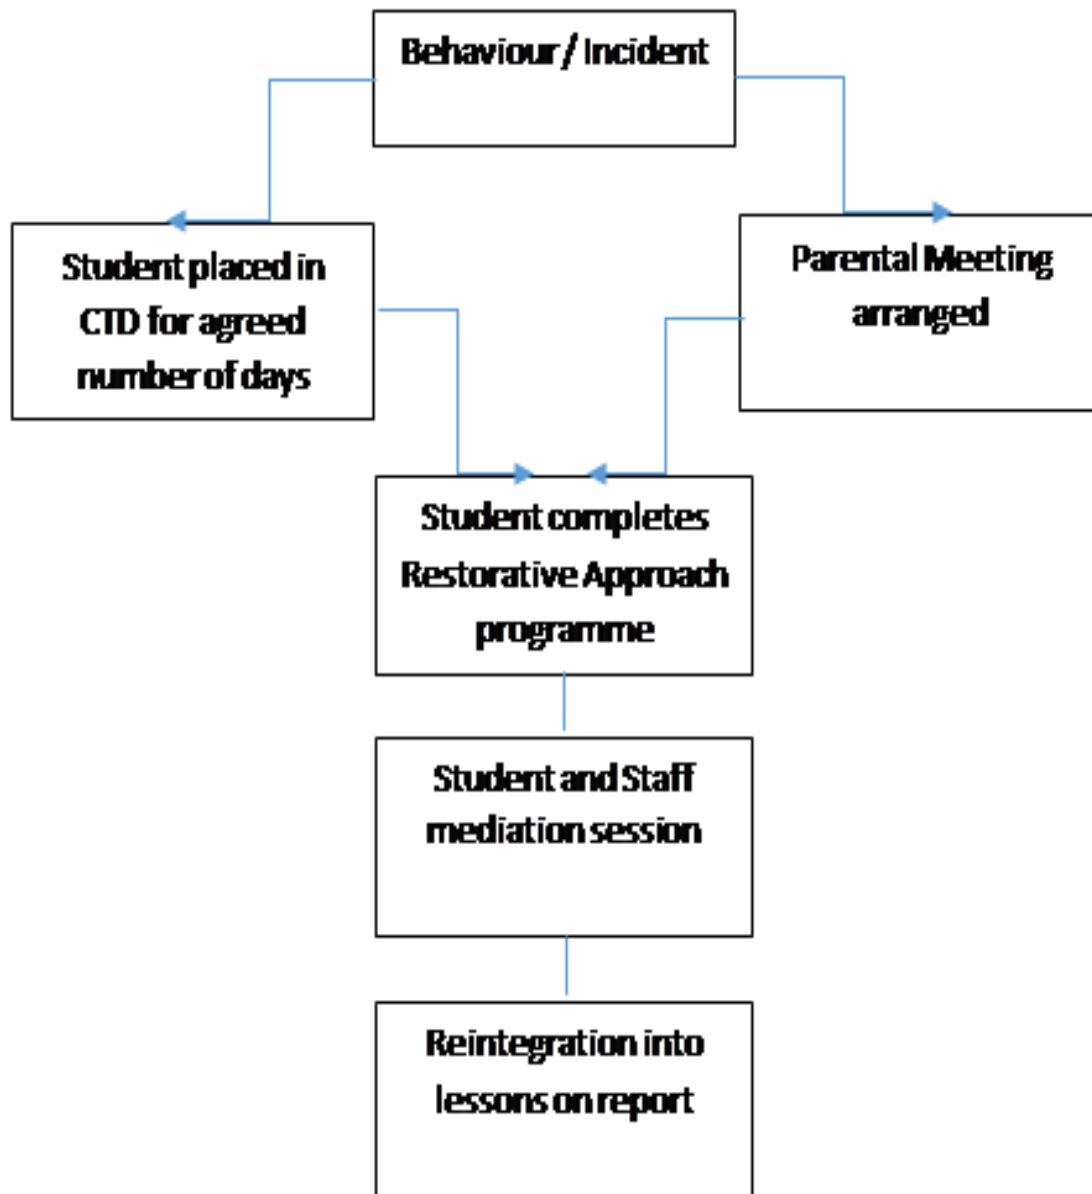 Behaviour / Incident
Student placed in
CTD for agreed
number of days
Parental Meeting
arranged
Student completes
Restorative Approach
programme
Student and Staff
mediation session
Reintegration into
lessons on report